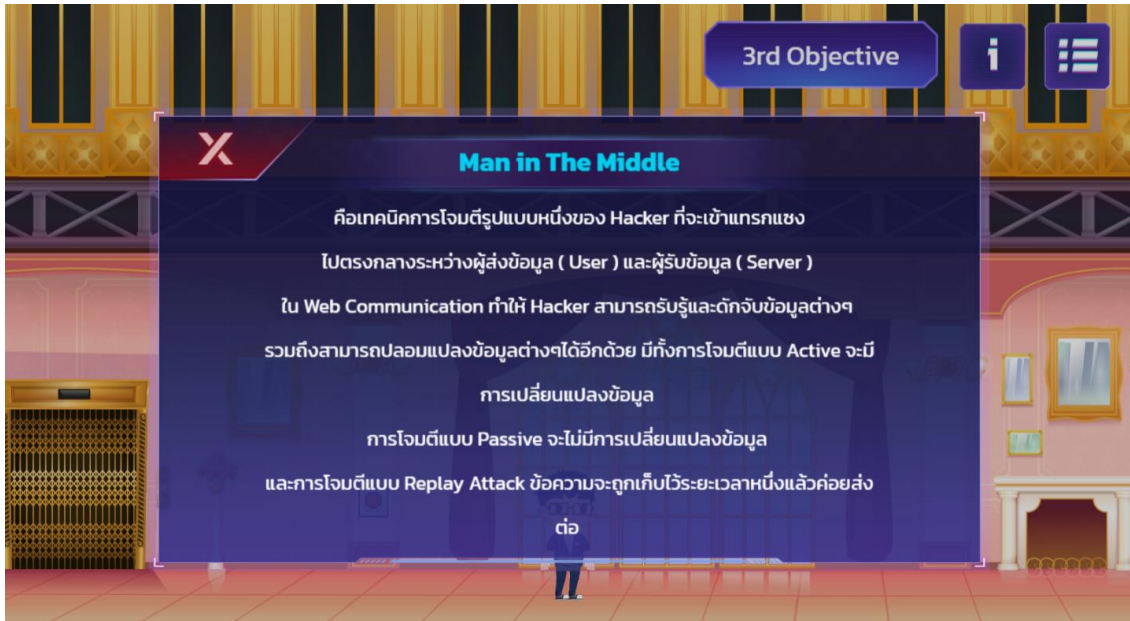 3rd Objective
i
X
Man in The Middle
คือเทคนิคการโจมตีรูปแบบหนึ่งของ Hacker ที่จะเข้าแทรกแซง
ไปตรงกลางระหว่างผู้ส่งข้อมูล ( User ) และผู้รับข้อมูล ( Server )
ใน Web Communication ทำให้ Hacker สามารถรับรู้และดักจับข้อมูลต่างๆ
รวมถึงสามารถปลอมแปลงข้อมูลต่างๆได้อีกด้วย มีทั้งการโจมตีแบบ Active จะมี
การเปลี่ยนแปลงข้อมูล
การโจมตีแบบ Passive จะไม่มีการเปลี่ยนแปลงข้อมูล
และการโจมตีแบบ Replay Attack ข้อความจะถูกเก็บไว้ระยะเวลาหนึ่งแล้วค่อยส่ง
ต่อ